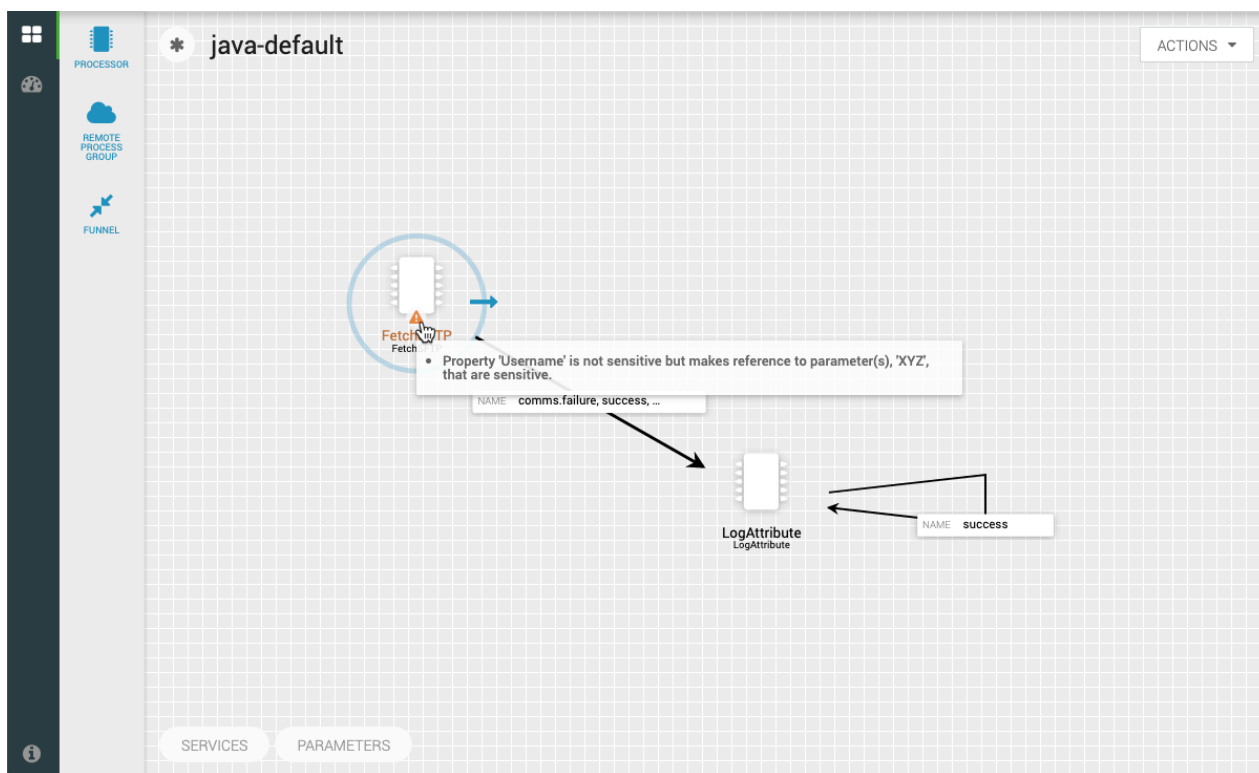 java-default
ACTIONS
PROCESSOR
REMOTE
PROCESS
GROUP
FUNNEL
Property 'Username' is not sensitive but makes reference to parameter(s), 'XYZ',
that are sensitive.
NAME comms.failure, success, ...
LogAttribute
LogAttribute
NAME success
SERVICES
PARAMETERS